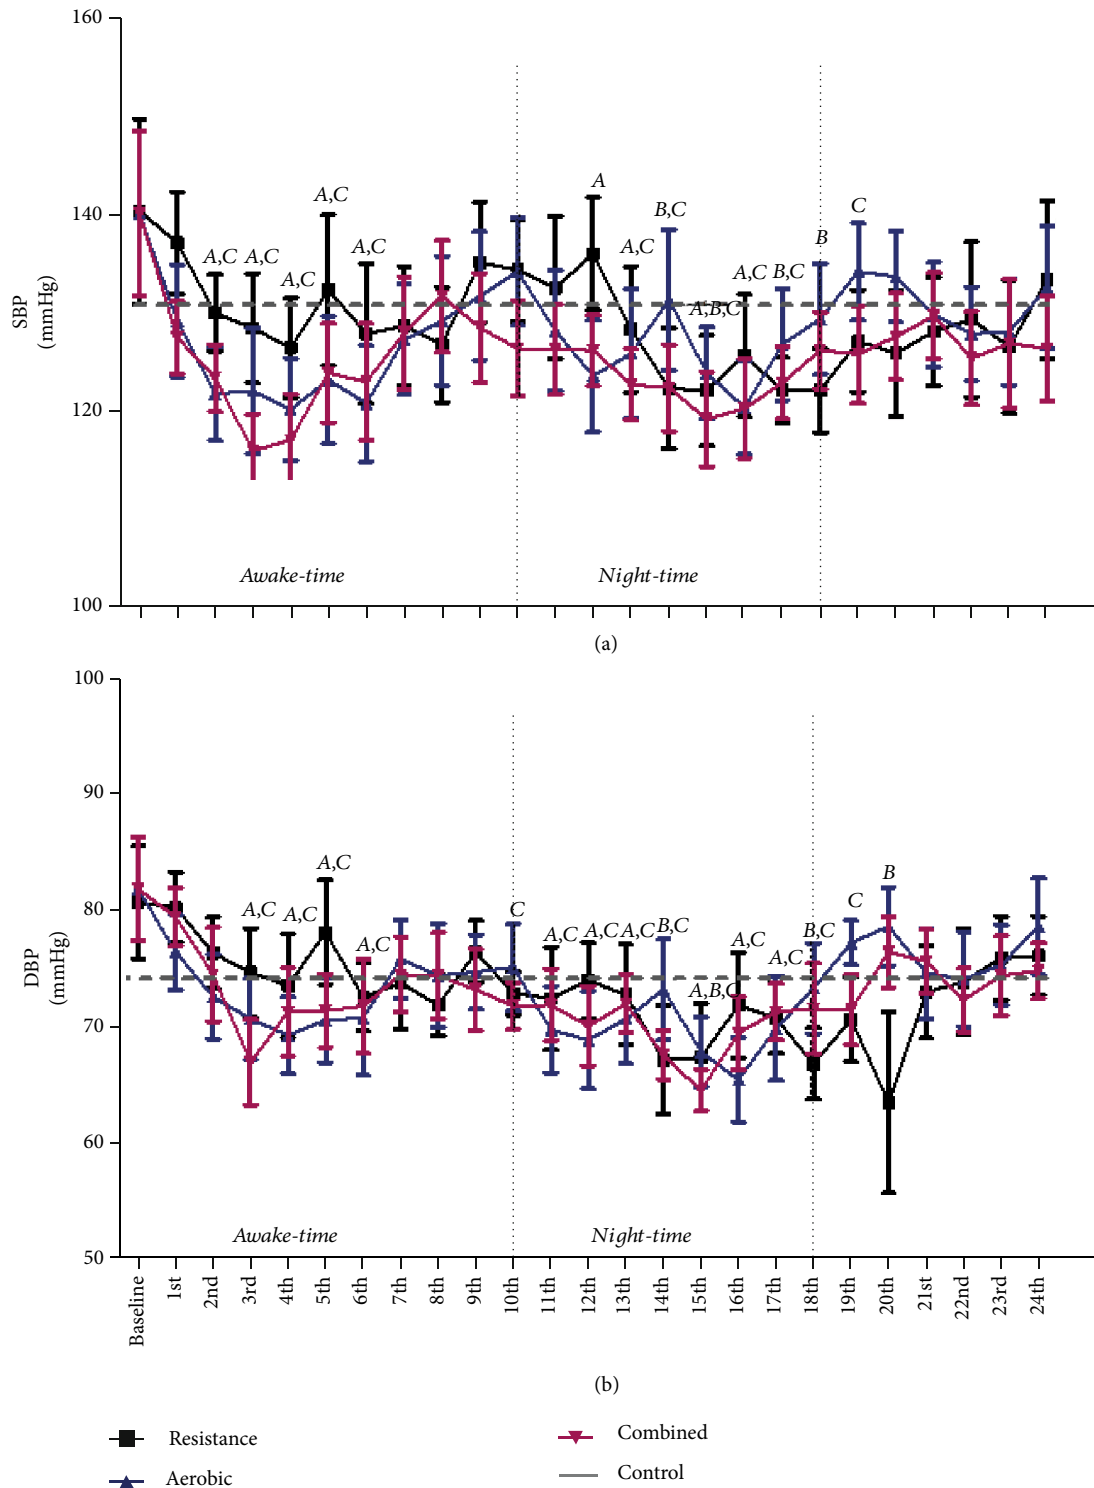 160
150
140
130
120
100
SBP
(mmHg)
A,C
A,C
A,C
A,C
A,C
A
A,C
B,C
A,B,C
A,C
B,C
B
C
Awake-time
Night-time
(a)
100
90
80
70
60
50
DBP
(mmHg)
A,C
A,C
A,C
A,C
C
A,C
A,C
A,C
B,C
A,B,C
A,C
A,C
B,C
C
B
Awake-time
Night-time
Baseline
1st
2nd
3rd
4th
5th
6th
7th
8th
9th
10th
11th
12th
13th
14th
15th
16th
17th
18th
19th
20th
21st
22nd
23rd
24th
(b)
Resistance
Combined
Aerobic
Control